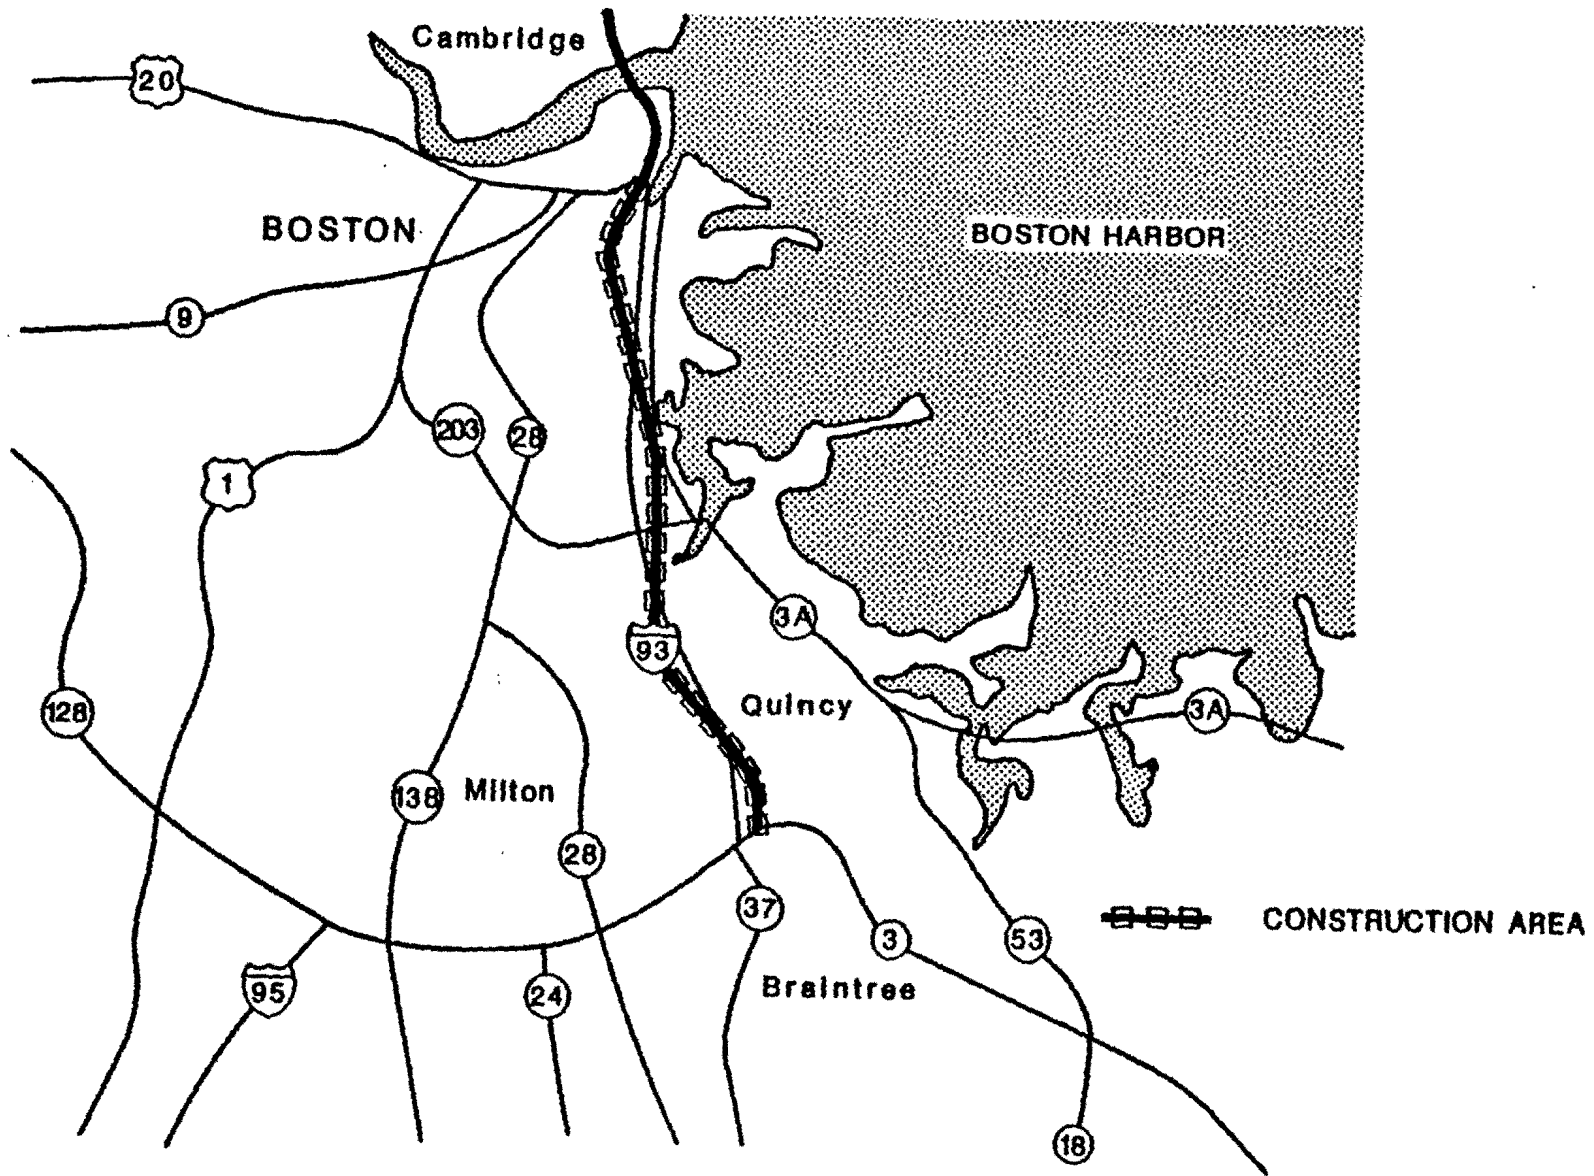 Cambridge
20
BOSTON
BOSTON HARBOR
9
203
28
1
3A
93
128
Quincy
3A
138
Milton
28
37
3
53
CONSTRUCTION AREA
95
24
Braintree
18